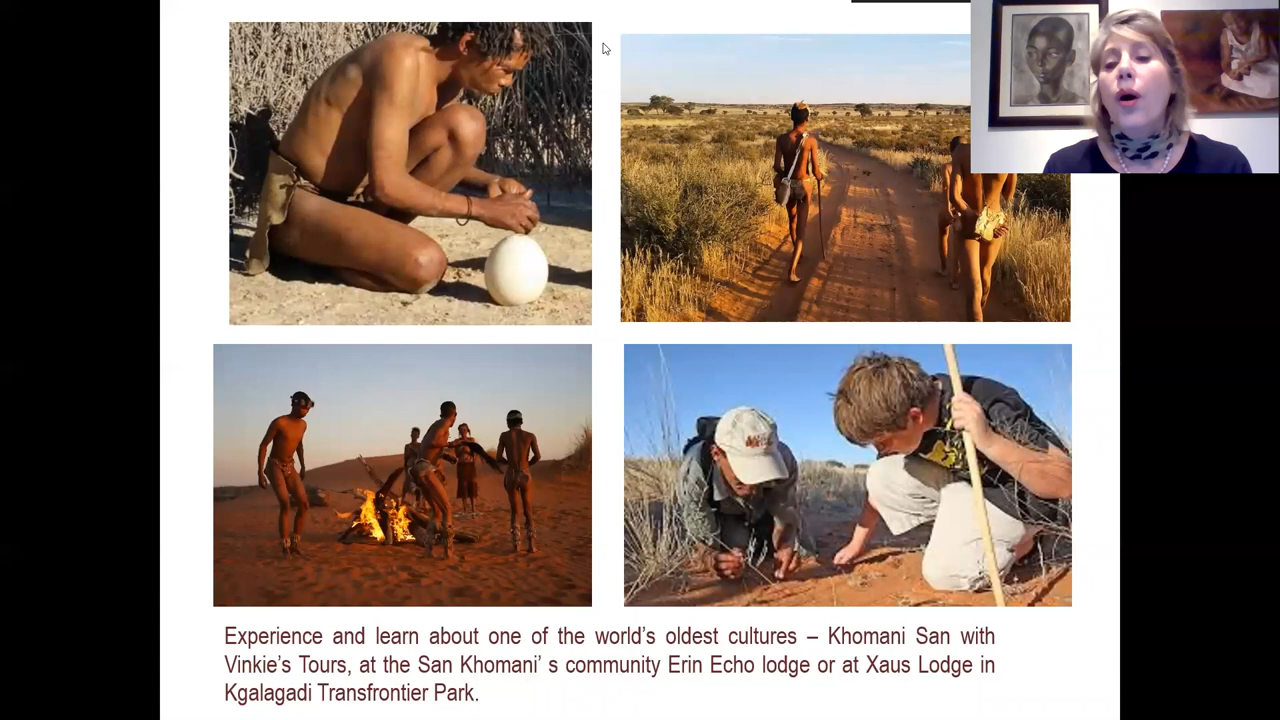 Experience and learn about one of the world’s oldest cultures – Khomani San with
Vinkie’s Tours, at the San Khomani’ s community Erin Echo lodge or at Xaus Lodge in
Kgalagadi Transfrontier Park.